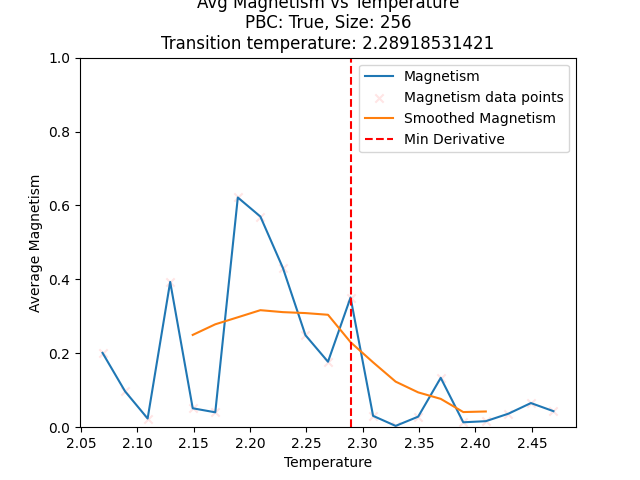 Avg Magnetism vs Temperature
PBC: True, Size: 256
Transition temperature: 2.28918531421
Magnetism
Magnetism data points
Smoothed Magnetism
Min Derivative
Average Magnetism
1.0
0.8
0.6
0.4
0.2
0.0
2.05 2.10 2.15 2.20 2.25 2.30 2.35 2.40 2.45
Temperature